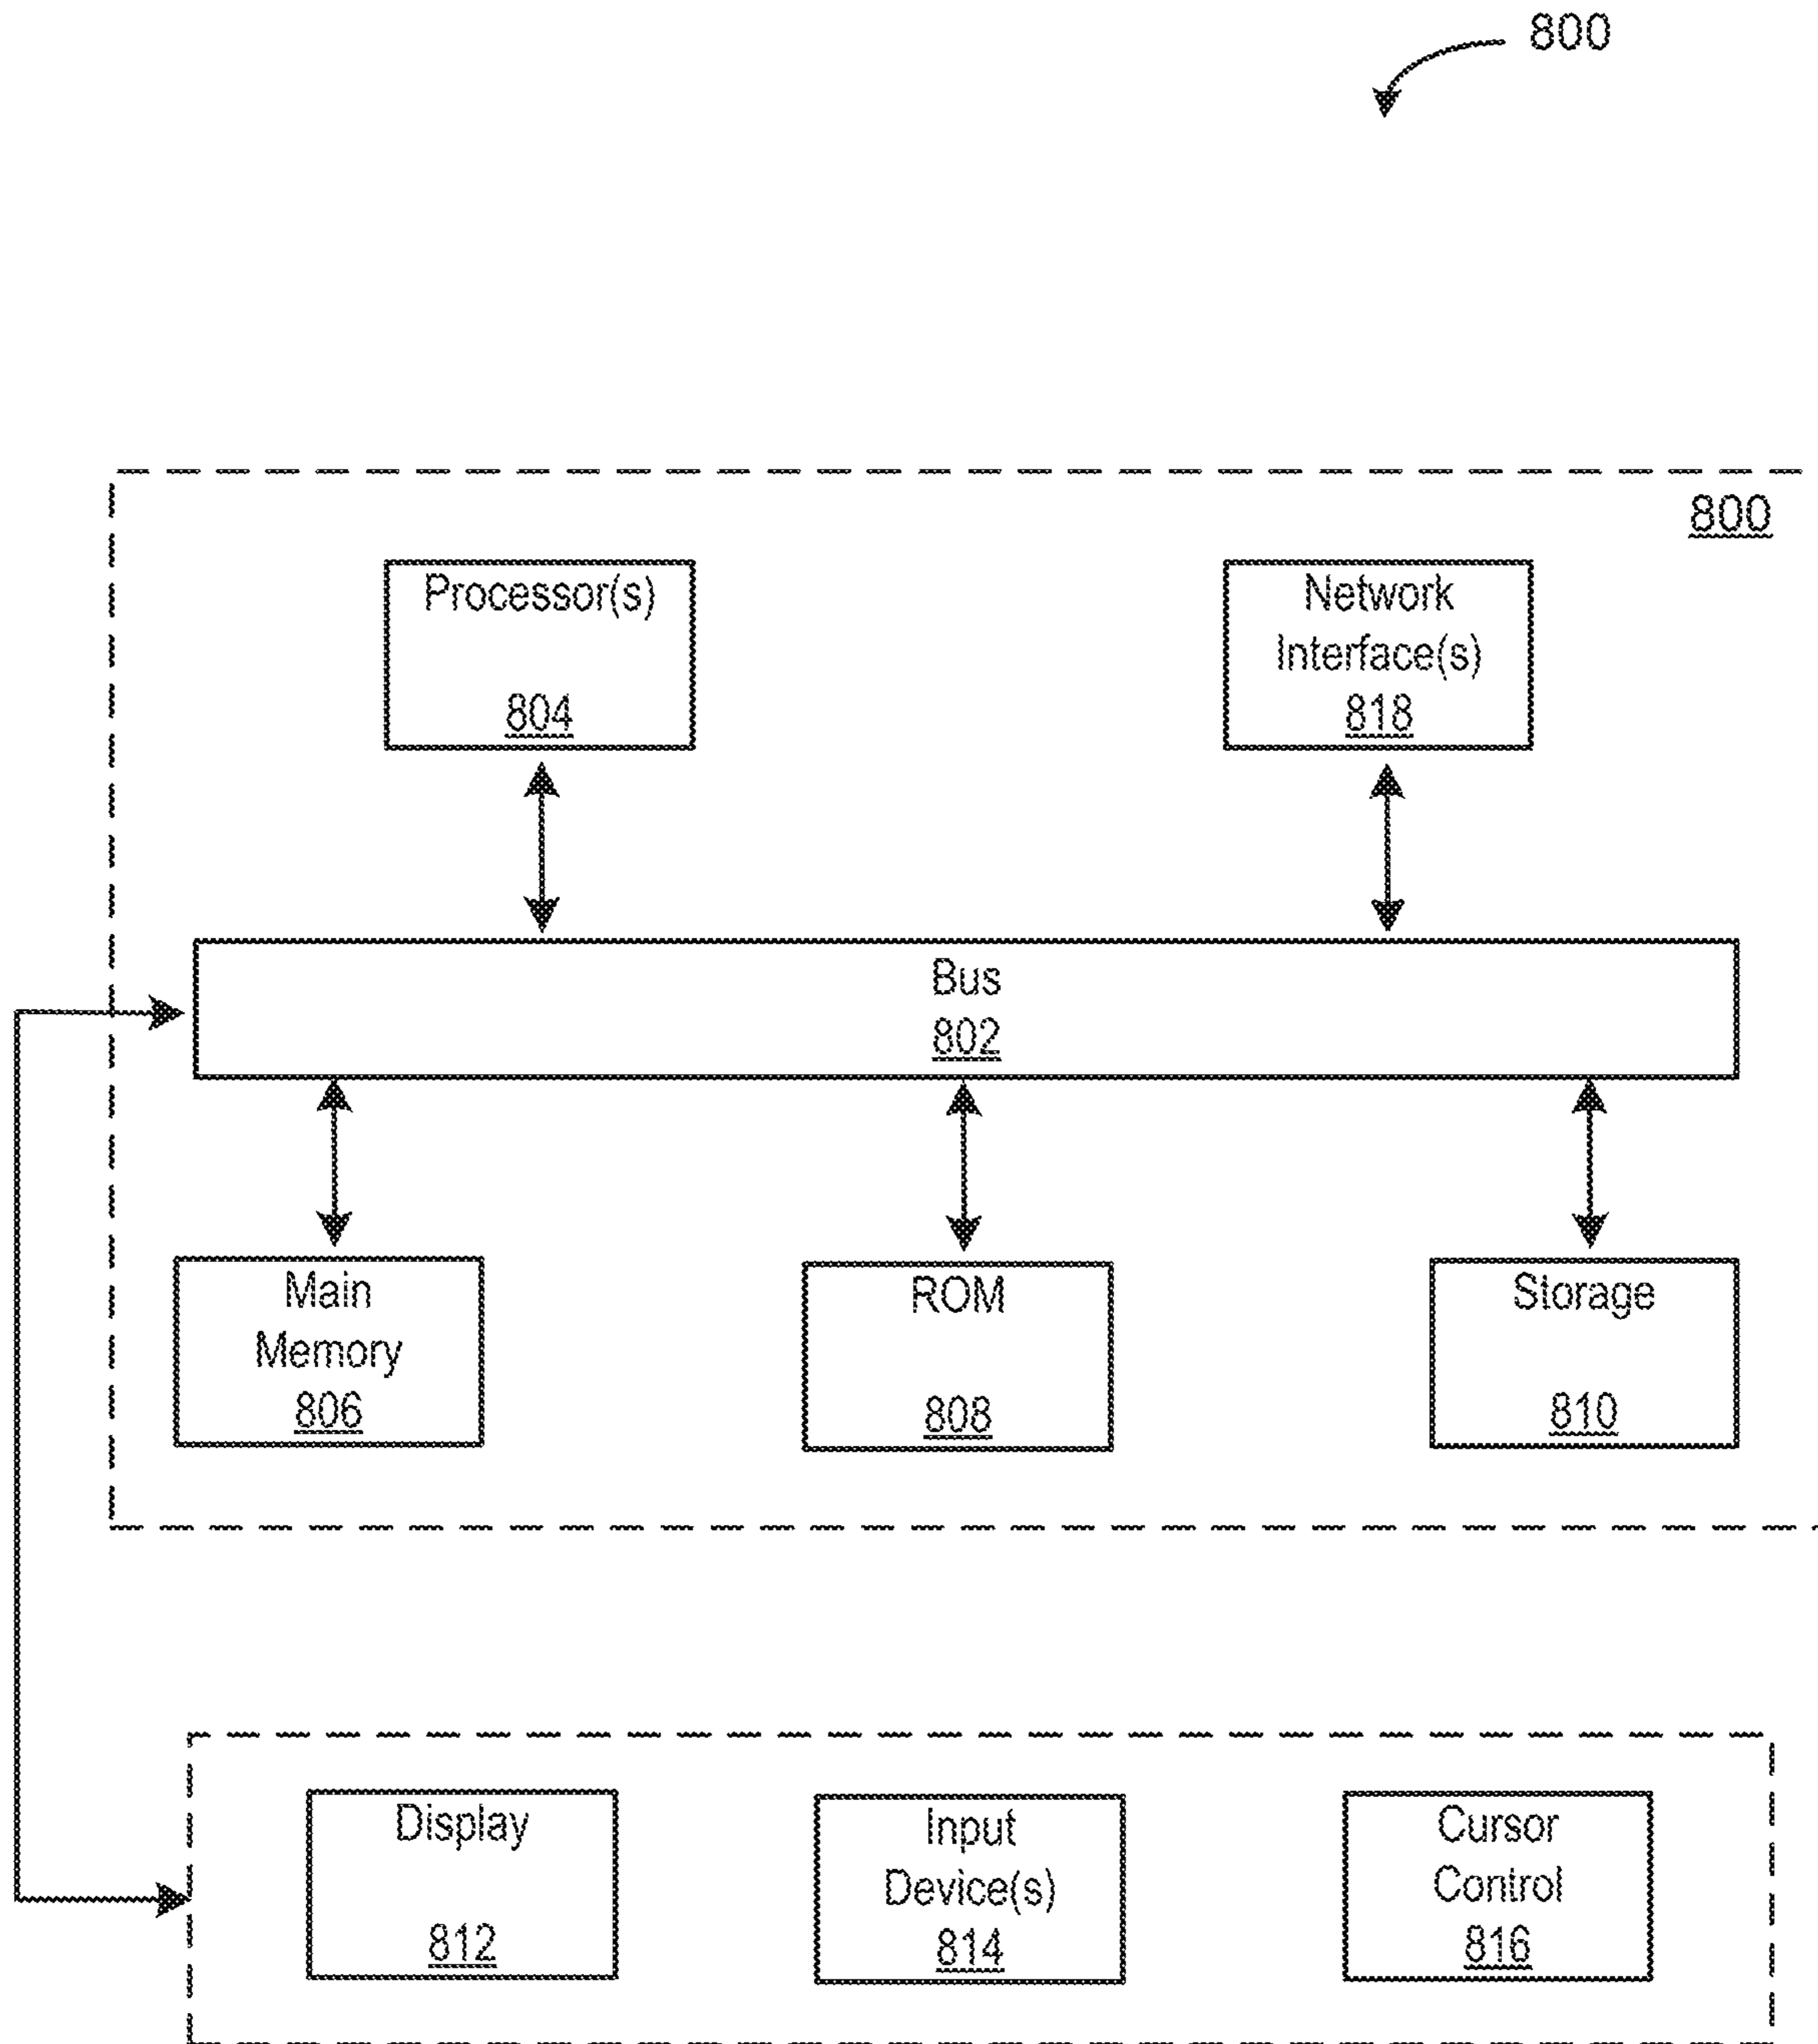 800
800
Processor(s)
804
Network
Interface(s)
818
Bus
802
Main
Memory
806
ROM
808
Storage
810
Display
812
Input
Device(s)
814
Cursor
Control
816